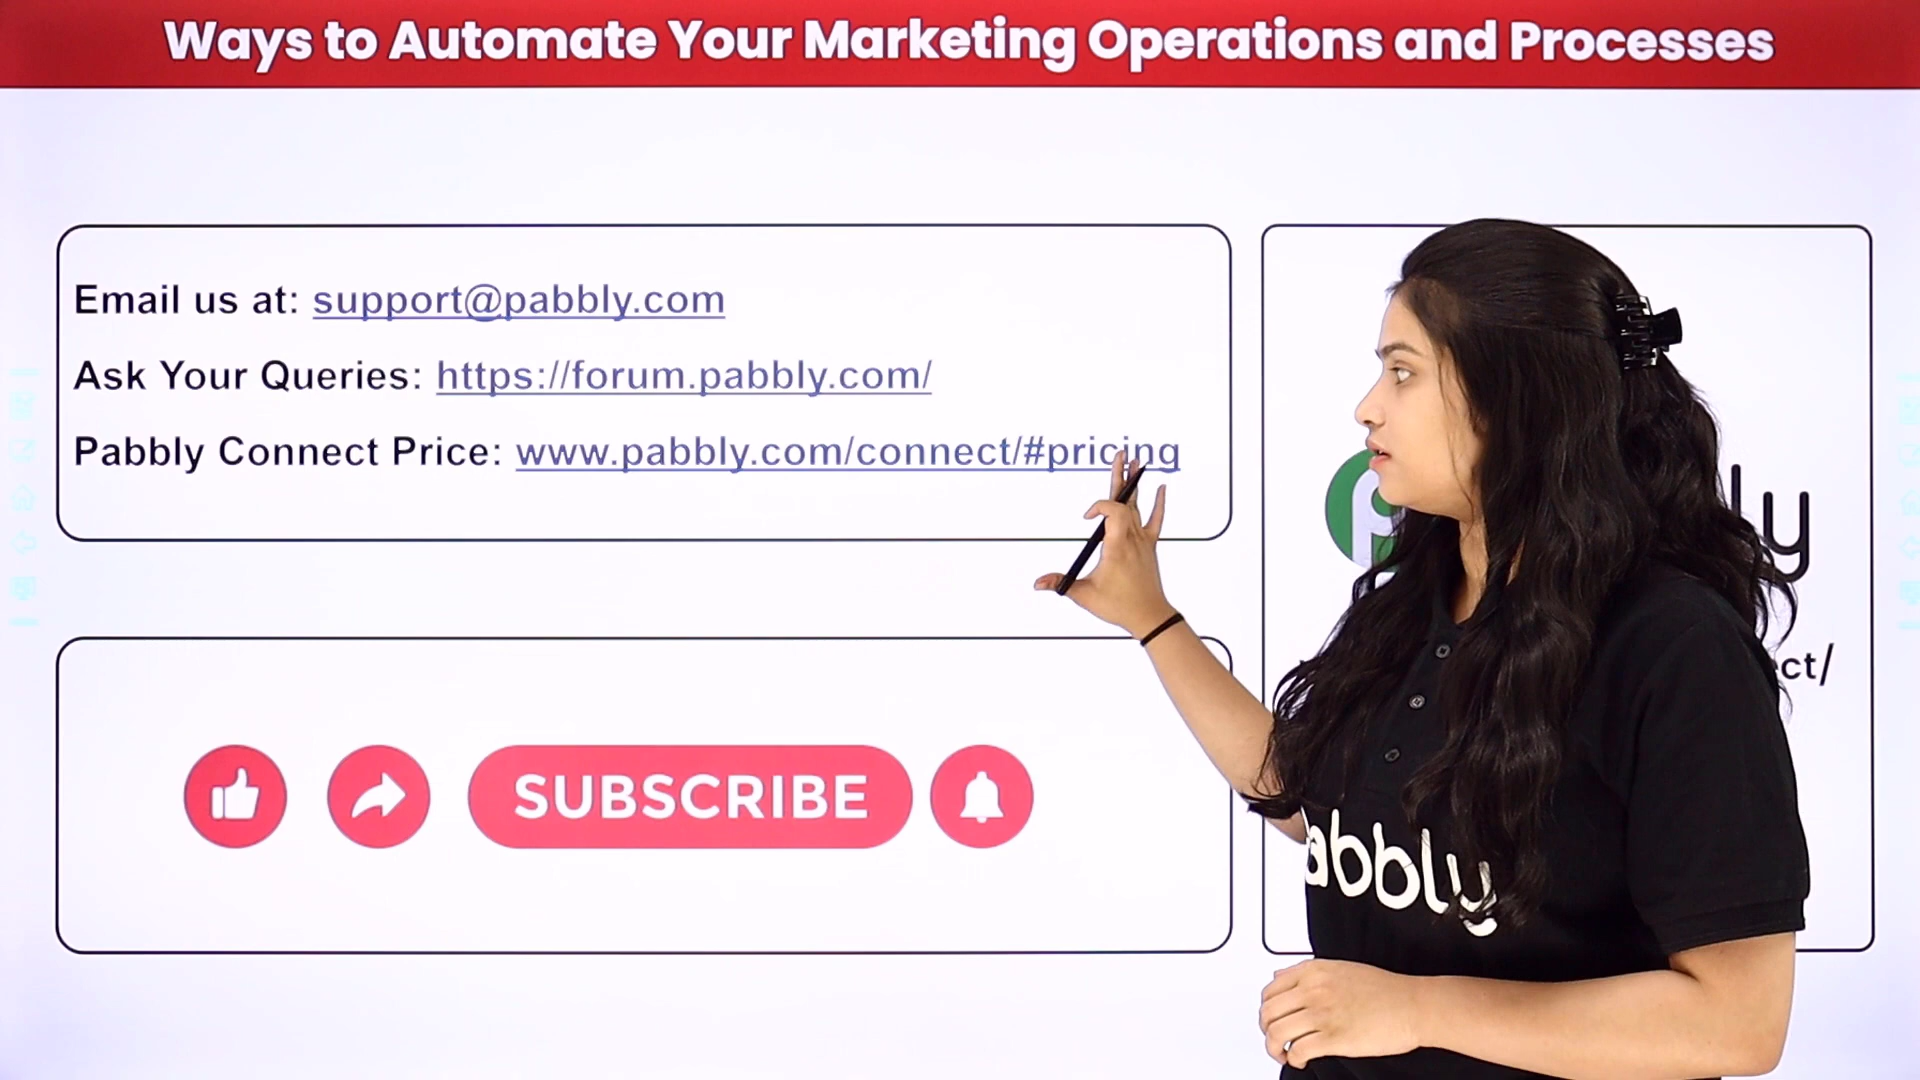 Ways to Automate Your Marketing Operations and Processes
Email us at: support@pabbly.com
Ask Your Queries: https://forum.pabbly.com/
Pabbly Connect Price: www.pabbly.com/connect/#pricing
SUBSCRIBE
pabbly